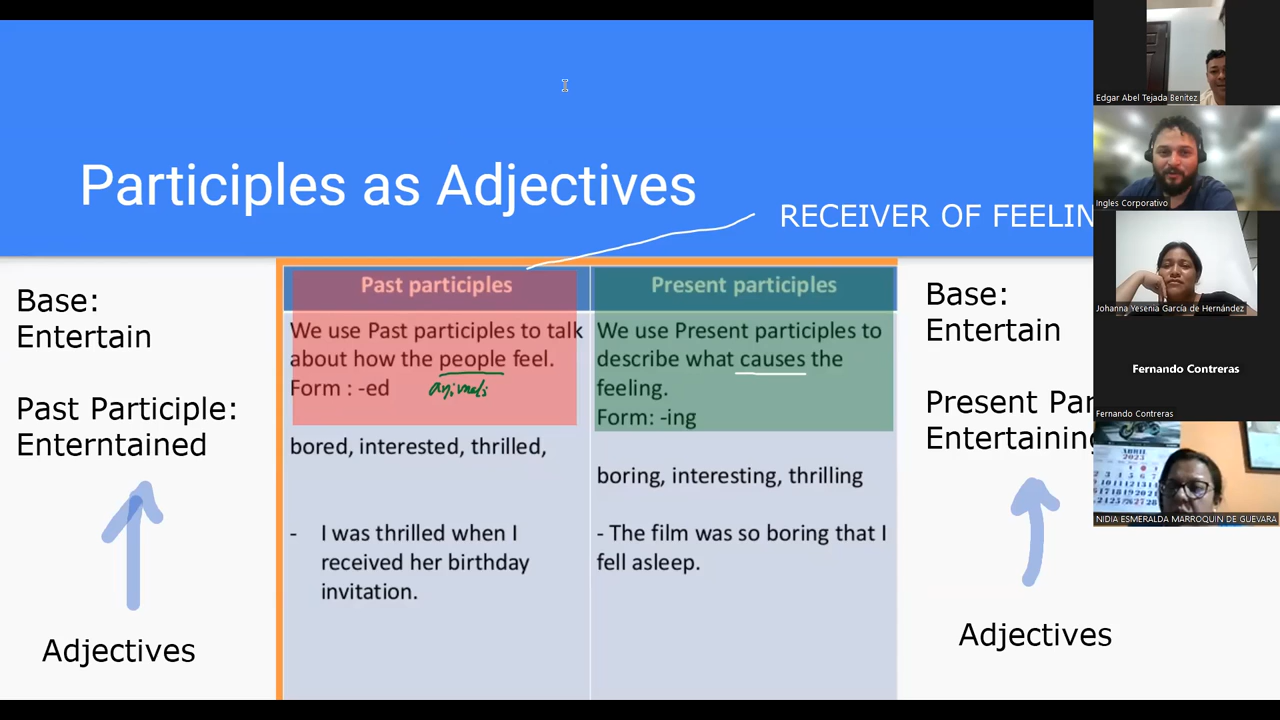 Participles as Adjectives
RECEIVER OF FEELIN
Base:
Entertain
Past Participle:
Enterntained
Adjectives
Past participles
We use Past participles to talk
about how the people feel.
Form : -ed
animals
bored, interested, thrilled,
- I was thrilled when I
received her birthday
invitation.
Present participles
We use Present participles to
describe what causes the
feeling.
Form: -ing
boring, interesting, thrilling
- The film was so boring that I
fell asleep.
Base:
Entertain
Present Par
Entertaining
Adjectives
Edgar Abel Tejada Benitez
Ingles Corporativo
Johanna Yesenia García de Hernández
Fernando Contreras
Fernando Contreras
ABRIL
2023
NIDIA ESMERALDA MARROQUIN DE GUEVARA